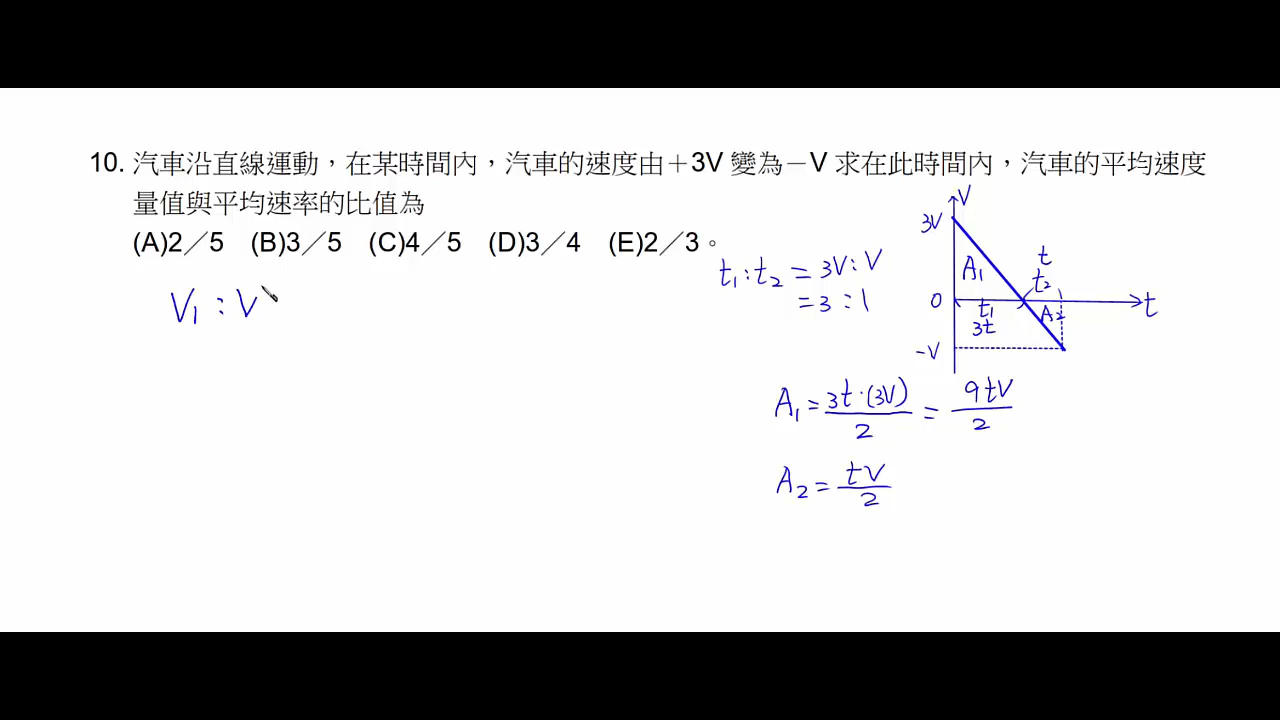 10. 汽車沿直線運動，在某時間內，汽車的速度由＋3V 變為－V 求在此時間內，汽車的平均速度
量值與平均速率的比值為
(A)2／5 (B)3／5 (C)4／5 (D)3／4 (E)2／3。
V₁ : V
t₁ : t₂ = 3V : V
= 3 : 1
V
3V
A₁
t
t₂
0
t₁
A₂
t
3t
-V
A₁ = 3t·(3V)/2 = 9tV/2
A₂ = tV/2